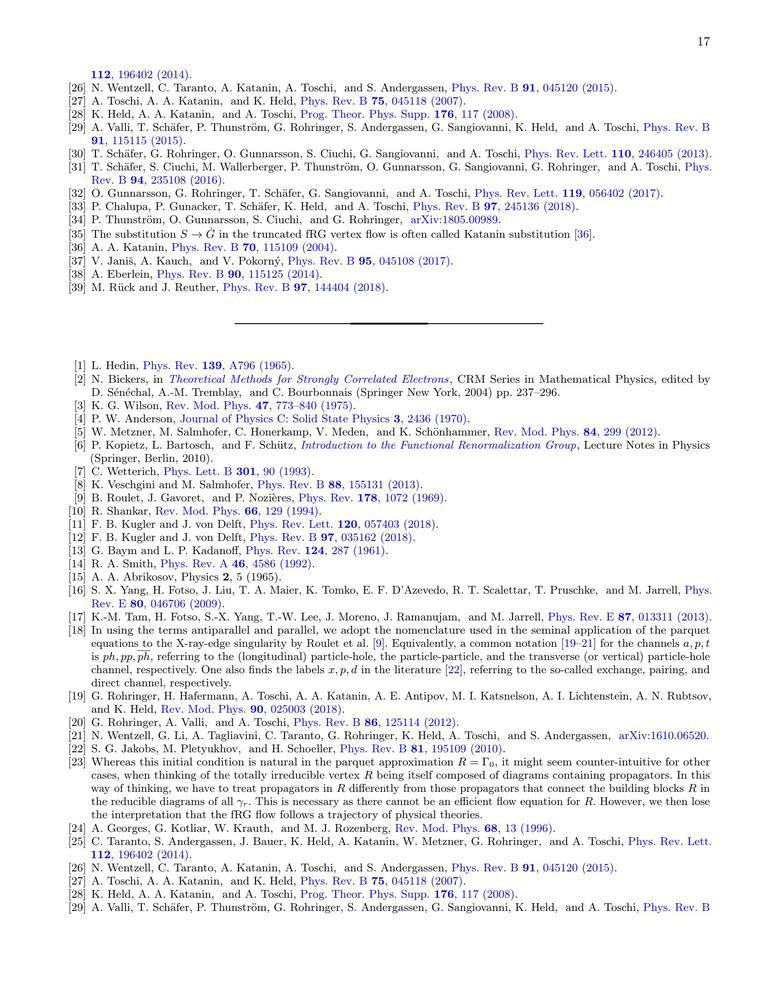 17
112, 196402 (2014).
[26] N. Wentzell, C. Taranto, A. Katanin, A. Toschi, and S. Andergassen, Phys. Rev. B 91, 045120 (2015).
[27] A. Toschi, A. A. Katanin, and K. Held, Phys. Rev. B 75, 045118 (2007).
[28] K. Held, A. A. Katanin, and A. Toschi, Prog. Theor. Phys. Supp. 176, 117 (2008).
[29] A. Valli, T. Schäfer, P. Thunström, G. Rohringer, S. Andergassen, G. Sangiovanni, K. Held, and A. Toschi, Phys. Rev. B
91, 115115 (2015).
[30] T. Schäfer, G. Rohringer, O. Gunnarsson, S. Ciuchi, G. Sangiovanni, and A. Toschi, Phys. Rev. Lett. 110, 246405 (2013).
[31] T. Schäfer, S. Ciuchi, M. Wallerberger, P. Thunström, O. Gunnarsson, G. Sangiovanni, G. Rohringer, and A. Toschi, Phys.
Rev. B 94, 235108 (2016).
[32] O. Gunnarsson, G. Rohringer, T. Schäfer, G. Sangiovanni, and A. Toschi, Phys. Rev. Lett. 119, 056402 (2017).
[33] P. Chalupa, P. Gunacker, T. Schäfer, K. Held, and A. Toschi, Phys. Rev. B 97, 245136 (2018).
[34] P. Thunström, O. Gunnarsson, S. Ciuchi, and G. Rohringer, arXiv:1805.00989.
[35] The substitution S → Ġ in the truncated fRG vertex flow is often called Katanin substitution [36].
[36] A. A. Katanin, Phys. Rev. B 70, 115109 (2004).
[37] V. Janiš, A. Kauch, and V. Pokorný, Phys. Rev. B 95, 045108 (2017).
[38] A. Eberlein, Phys. Rev. B 90, 115125 (2014).
[39] M. Rück and J. Reuther, Phys. Rev. B 97, 144404 (2018).
[1] L. Hedin, Phys. Rev. 139, A796 (1965).
[2] N. Bickers, in Theoretical Methods for Strongly Correlated Electrons, CRM Series in Mathematical Physics, edited by
D. Sénéchal, A.-M. Tremblay, and C. Bourbonnais (Springer New York, 2004) pp. 237–296.
[3] K. G. Wilson, Rev. Mod. Phys. 47, 773–840 (1975).
[4] P. W. Anderson, Journal of Physics C: Solid State Physics 3, 2436 (1970).
[5] W. Metzner, M. Salmhofer, C. Honerkamp, V. Meden, and K. Schönhammer, Rev. Mod. Phys. 84, 299 (2012).
[6] P. Kopietz, L. Bartosch, and F. Schütz, Introduction to the Functional Renormalization Group, Lecture Notes in Physics
(Springer, Berlin, 2010).
[7] C. Wetterich, Phys. Lett. B 301, 90 (1993).
[8] K. Veschgini and M. Salmhofer, Phys. Rev. B 88, 155131 (2013).
[9] B. Roulet, J. Gavoret, and P. Nozières, Phys. Rev. 178, 1072 (1969).
[10] R. Shankar, Rev. Mod. Phys. 66, 129 (1994).
[11] F. B. Kugler and J. von Delft, Phys. Rev. Lett. 120, 057403 (2018).
[12] F. B. Kugler and J. von Delft, Phys. Rev. B 97, 035162 (2018).
[13] G. Baym and L. P. Kadanoff, Phys. Rev. 124, 287 (1961).
[14] R. A. Smith, Phys. Rev. A 46, 4586 (1992).
[15] A. A. Abrikosov, Physics 2, 5 (1965).
[16] S. X. Yang, H. Fotso, J. Liu, T. A. Maier, K. Tomko, E. F. D'Azevedo, R. T. Scalettar, T. Pruschke, and M. Jarrell, Phys.
Rev. E 80, 046706 (2009).
[17] K.-M. Tam, H. Fotso, S.-X. Yang, T.-W. Lee, J. Moreno, J. Ramanujam, and M. Jarrell, Phys. Rev. E 87, 013311 (2013).
[18] In using the terms antiparallel and parallel, we adopt the nomenclature used in the seminal application of the parquet
equations to the X-ray-edge singularity by Roulet et al. [9]. Equivalently, a common notation [19–21] for the channels a, p, t
is ph, pp, p̅h̅, referring to the (longitudinal) particle-hole, the particle-particle, and the transverse (or vertical) particle-hole
channel, respectively. One also finds the labels x, p, d in the literature [22], referring to the so-called exchange, pairing, and
direct channel, respectively.
[19] G. Rohringer, H. Hafermann, A. Toschi, A. A. Katanin, A. E. Antipov, M. I. Katsnelson, A. I. Lichtenstein, A. N. Rubtsov,
and K. Held, Rev. Mod. Phys. 90, 025003 (2018).
[20] G. Rohringer, A. Valli, and A. Toschi, Phys. Rev. B 86, 125114 (2012).
[21] N. Wentzell, G. Li, A. Tagliavini, C. Taranto, G. Rohringer, K. Held, A. Toschi, and S. Andergassen, arXiv:1610.06520.
[22] S. G. Jakobs, M. Pletyukhov, and H. Schoeller, Phys. Rev. B 81, 195109 (2010).
[23] Whereas this initial condition is natural in the parquet approximation R = Γ₀, it might seem counter-intuitive for other
cases, when thinking of the totally irreducible vertex R being itself composed of diagrams containing propagators. In this
way of thinking, we have to treat propagators in R differently from those propagators that connect the building blocks R in
the reducible diagrams of all γᵣ. This is necessary as there cannot be an efficient flow equation for R. However, we then lose
the interpretation that the fRG flow follows a trajectory of physical theories.
[24] A. Georges, G. Kotliar, W. Krauth, and M. J. Rozenberg, Rev. Mod. Phys. 68, 13 (1996).
[25] C. Taranto, S. Andergassen, J. Bauer, K. Held, A. Katanin, W. Metzner, G. Rohringer, and A. Toschi, Phys. Rev. Lett.
112, 196402 (2014).
[26] N. Wentzell, C. Taranto, A. Katanin, A. Toschi, and S. Andergassen, Phys. Rev. B 91, 045120 (2015).
[27] A. Toschi, A. A. Katanin, and K. Held, Phys. Rev. B 75, 045118 (2007).
[28] K. Held, A. A. Katanin, and A. Toschi, Prog. Theor. Phys. Supp. 176, 117 (2008).
[29] A. Valli, T. Schäfer, P. Thunström, G. Rohringer, S. Andergassen, G. Sangiovanni, K. Held, and A. Toschi, Phys. Rev. B